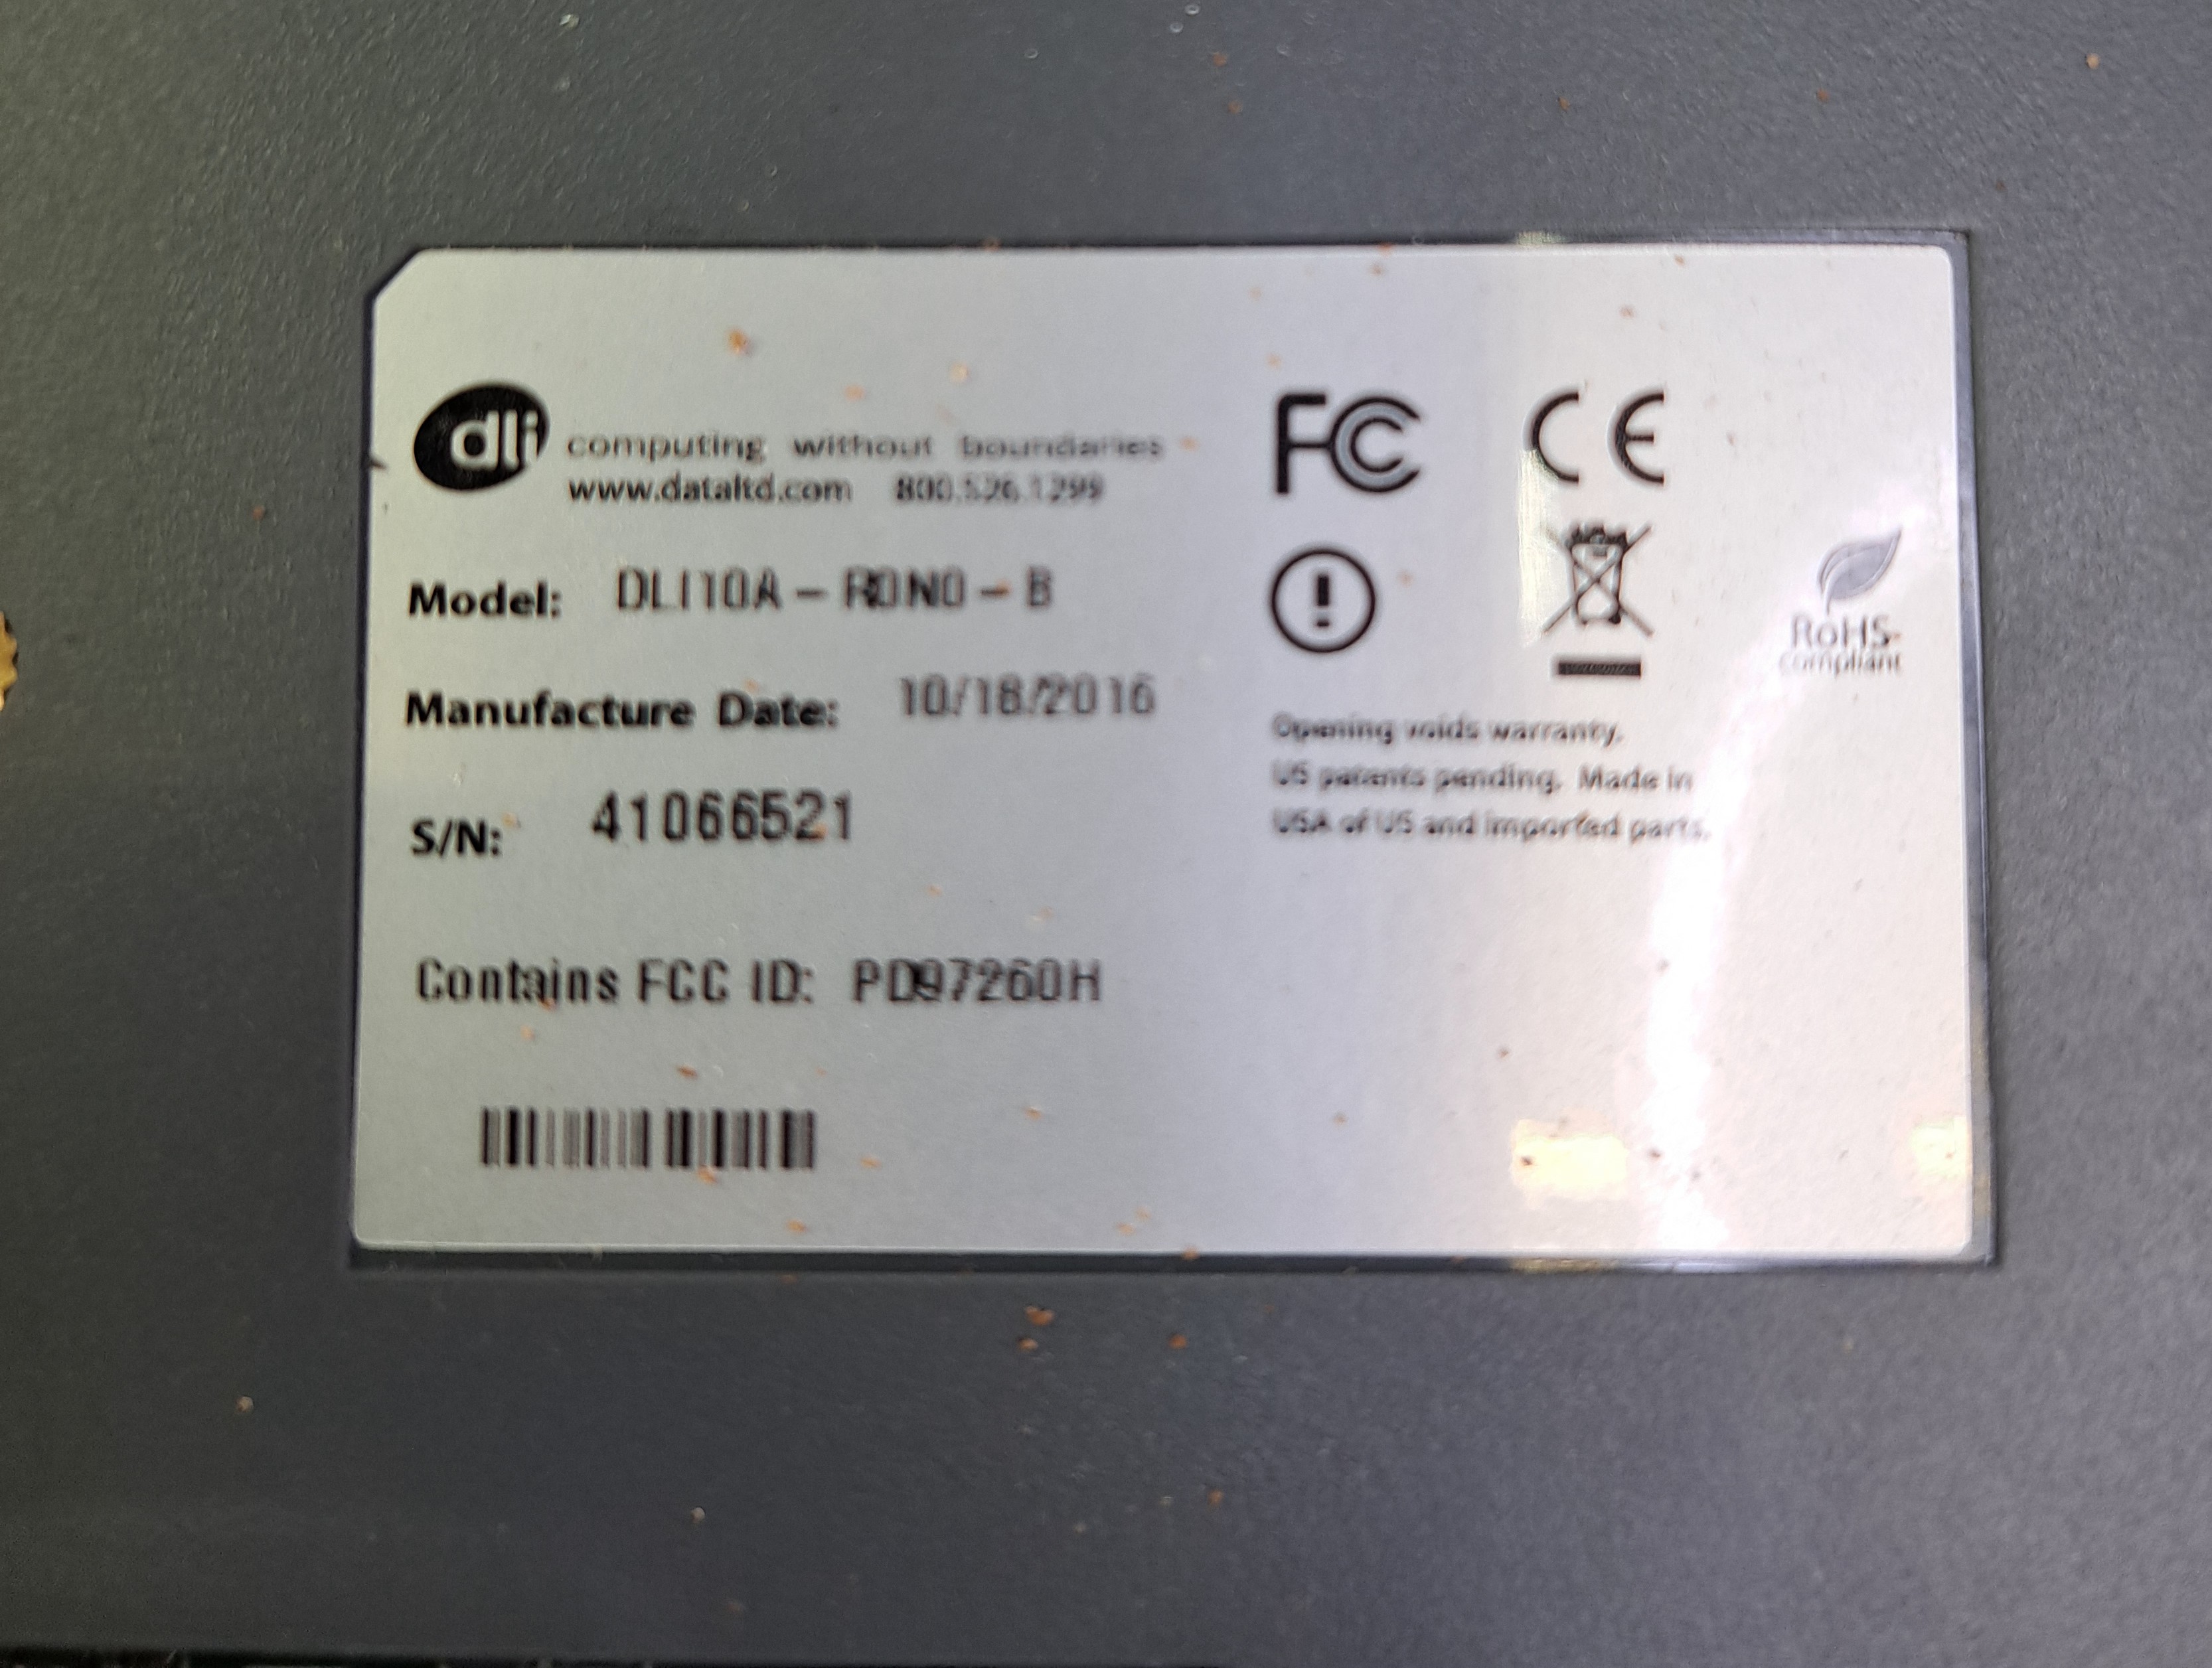 dli computing without boundaries
www.dataltd.com 800.526.1299
Model: DLI10A - R0N0 - B
Manufacture Date: 10/18/2016
S/N: 41066521
Contains FCC ID: PD97260H
FC CE
RoHS
compliant
Opening voids warranty.
US patents pending. Made in
USA of US and imported parts.